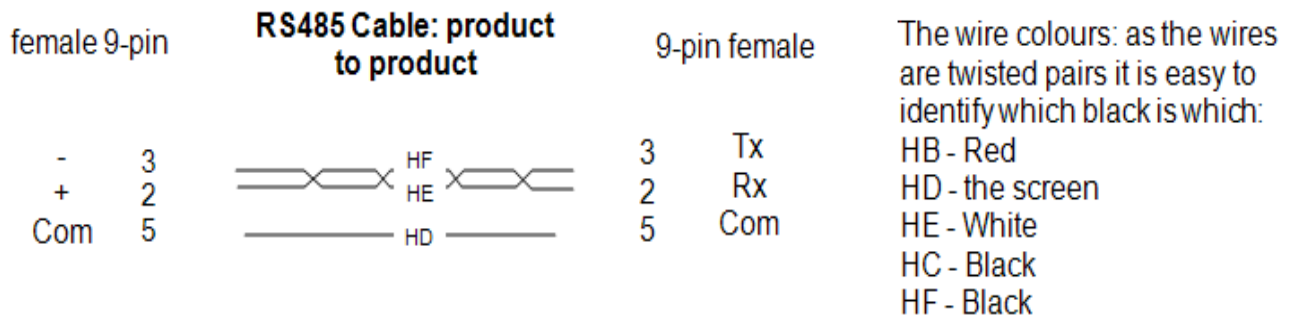 female 9-pin
RS485 Cable: product
to product
9-pin female
- 3
+ 2
Com 5
HF
HE
HD
3 Tx
2 Rx
5 Com
The wire colours: as the wires
are twisted pairs it is easy to
identify which black is which:
HB - Red
HD - the screen
HE - White
HC - Black
HF - Black